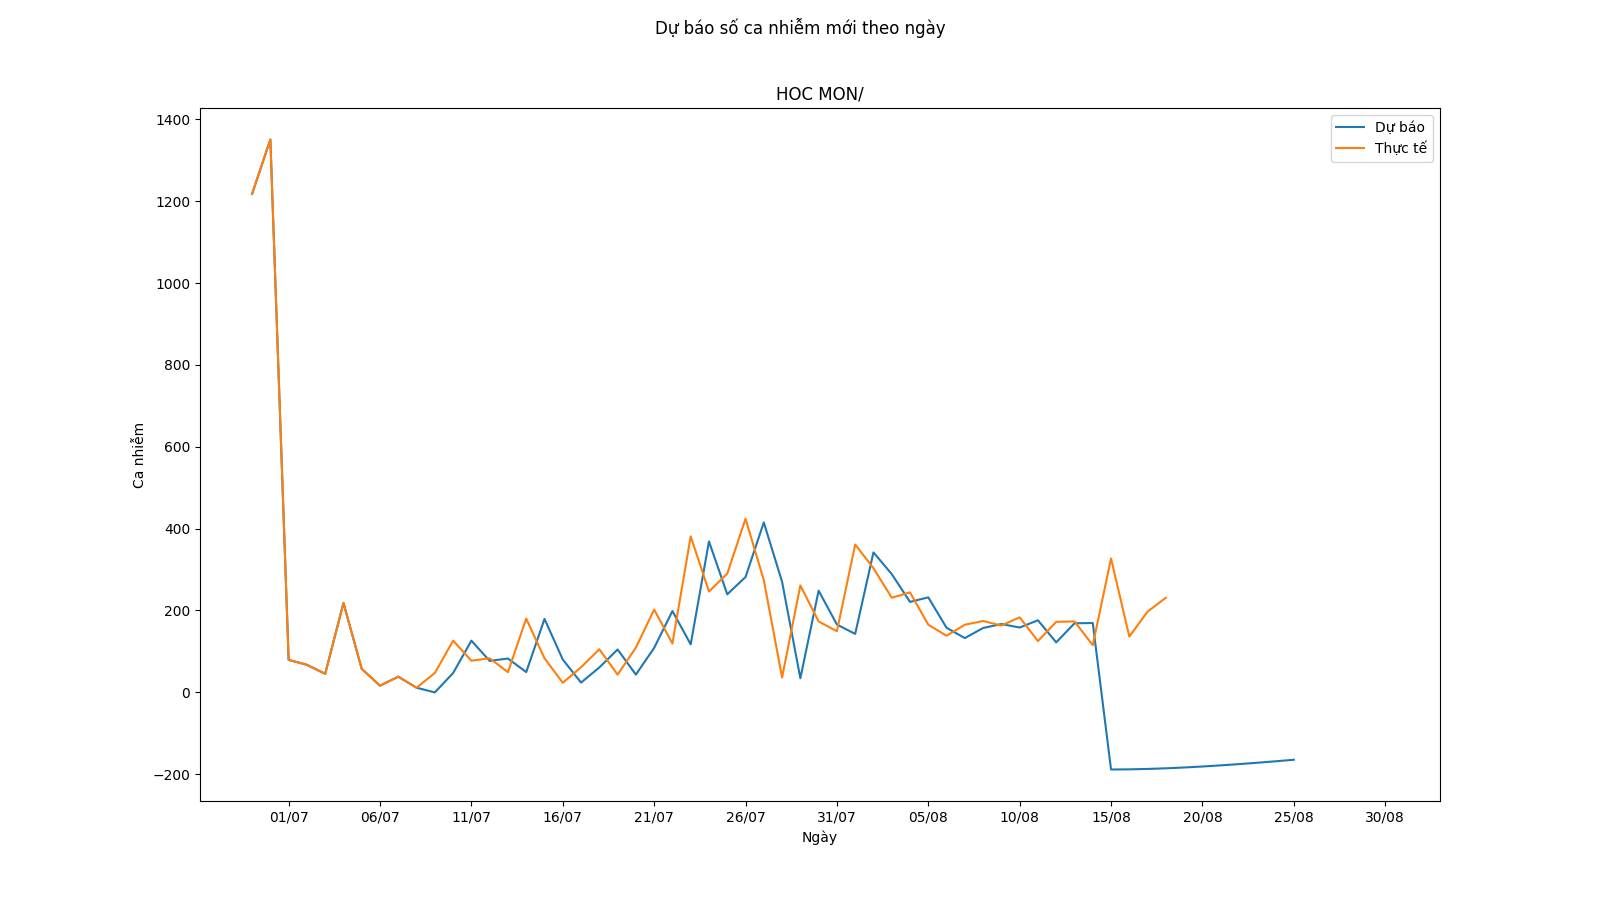 Dự báo số ca nhiễm mới theo ngày
HOC MON/
Dự báo
Thực tế
1400
1200
1000
800
600
400
200
0
−200
Ca nhiễm
01/07 06/07 11/07 16/07 21/07 26/07 31/07 05/08 10/08 15/08 20/08 25/08 30/08
Ngày